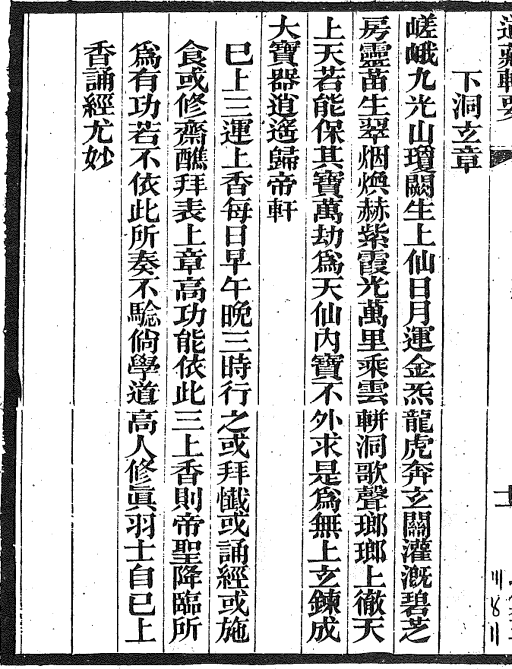 道藏輯要
下洞玄章
嵯峨九光山瓊闕生上仙日月運金炁龍虎奔玄關灌漑碧芝
房靈苗生翠烟煥赫紫霞光萬里乘雲軿洞歌聲瑯瑯上徹天
上天若能保其寶萬劫爲天仙內寶不外求是爲無上玄鍊成
大寶器逍遙歸帝軒
巳上三運上香每日早午晩三時行之或拜懺或誦經或施
食或修齋醮拜表上章高功能依此三上香則帝聖降臨所
爲有功若不依此所奏不驗倘學道高人修眞羽士自巳上
香誦經尤妙